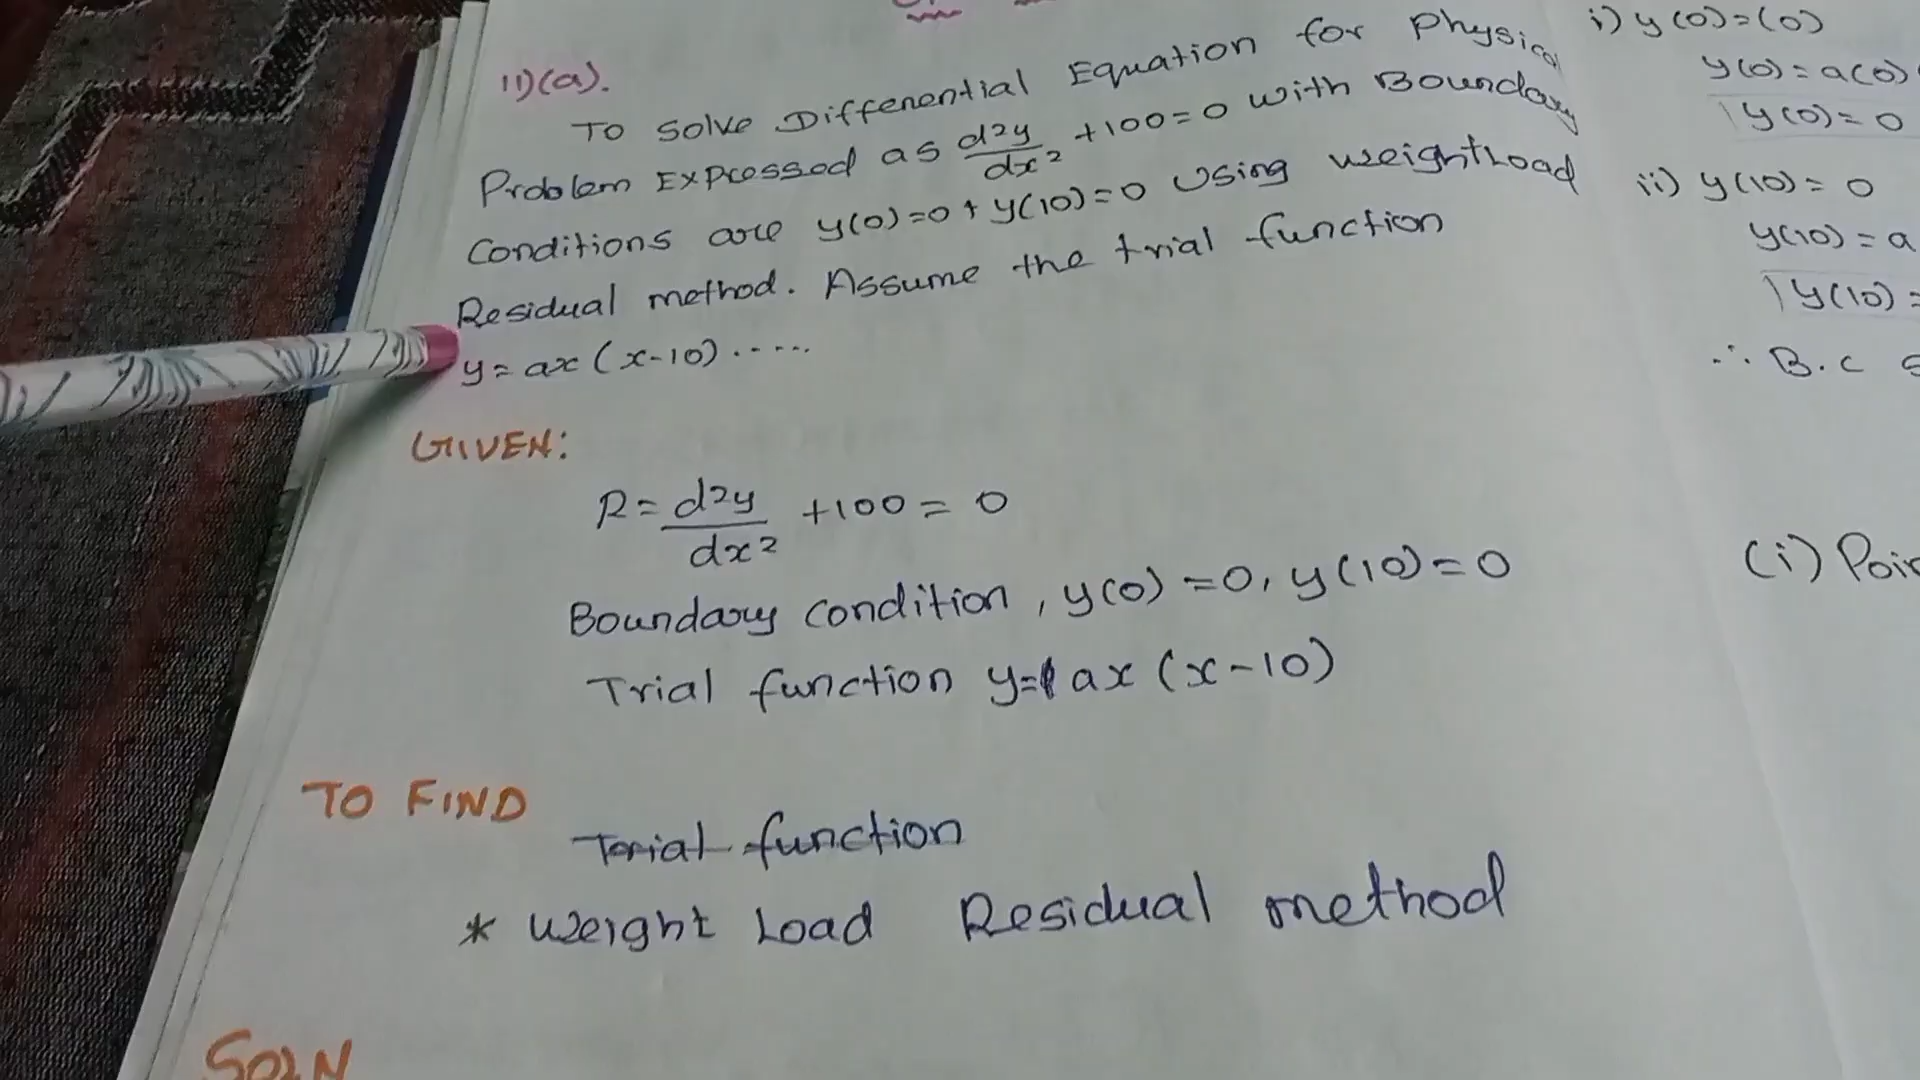 11)(a).
To solve Differential Equation for Physical
Problem Expressed as d²y/dx² +100=0 with Boundary
Conditions are y(0)=0 + y(10)=0 Using weightLoad
Residual method. Assume the trial function
y= ax (x-10).....
GIVEN:
R= d²y/dx² +100= 0
Boundary condition, y(0) =0, y(10)=0
Trial function y= ax (x-10)
TO FIND
Trial function
* Weight Load Residual method
SOLN
i) y(0)=(0)
y(0)=a(0)
y(0)=0
ii) y(10)= 0
y(10)= a
y(10)=
∴ B.C
(i)